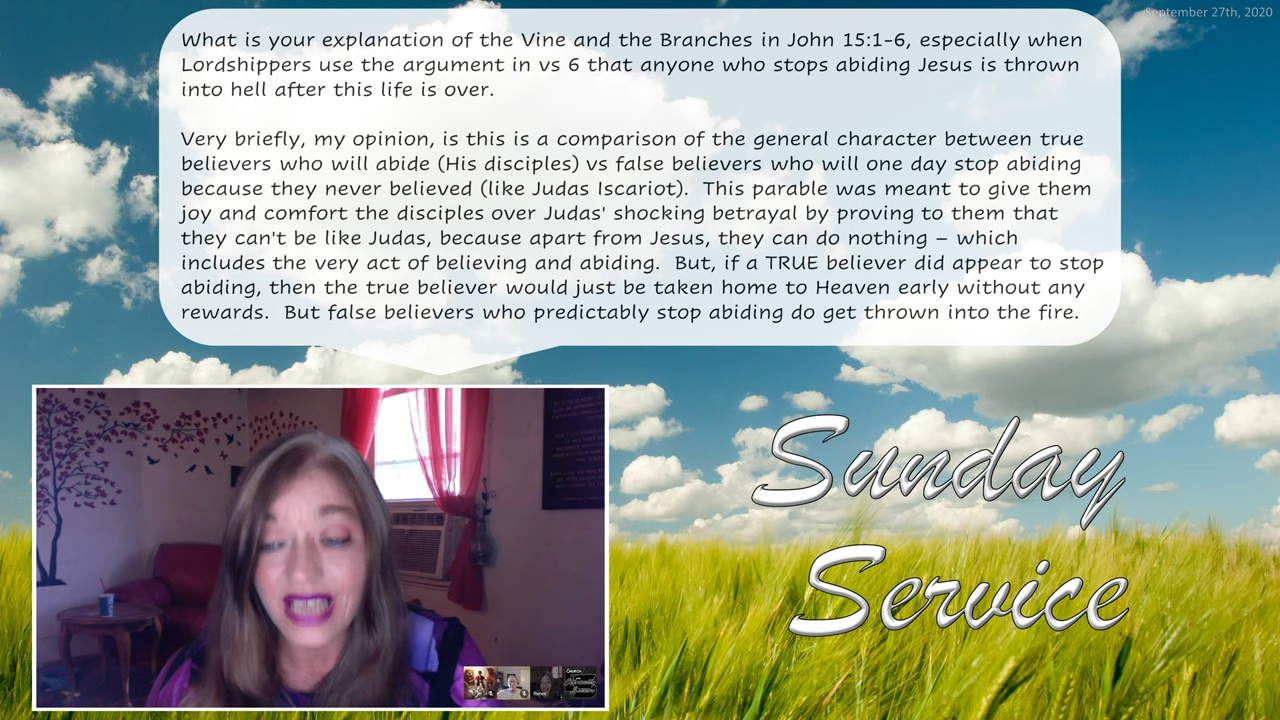 September 27th, 2020
What is your explanation of the Vine and the Branches in John 15:1-6, especially when
Lordshippers use the argument in vs 6 that anyone who stops abiding Jesus is thrown
into hell after this life is over.
Very briefly, my opinion, is this is a comparison of the general character between true
believers who will abide (His disciples) vs false believers who will one day stop abiding
because they never believed (like Judas Iscariot).  This parable was meant to give them
joy and comfort the disciples over Judas' shocking betrayal by proving to them that
they can't be like Judas, because apart from Jesus, they can do nothing – which
includes the very act of believing and abiding.  But, if a TRUE believer did appear to stop
abiding, then the true believer would just be taken home to Heaven early without any
rewards.  But false believers who predictably stop abiding do get thrown into the fire.
Sunday
Service
Renee